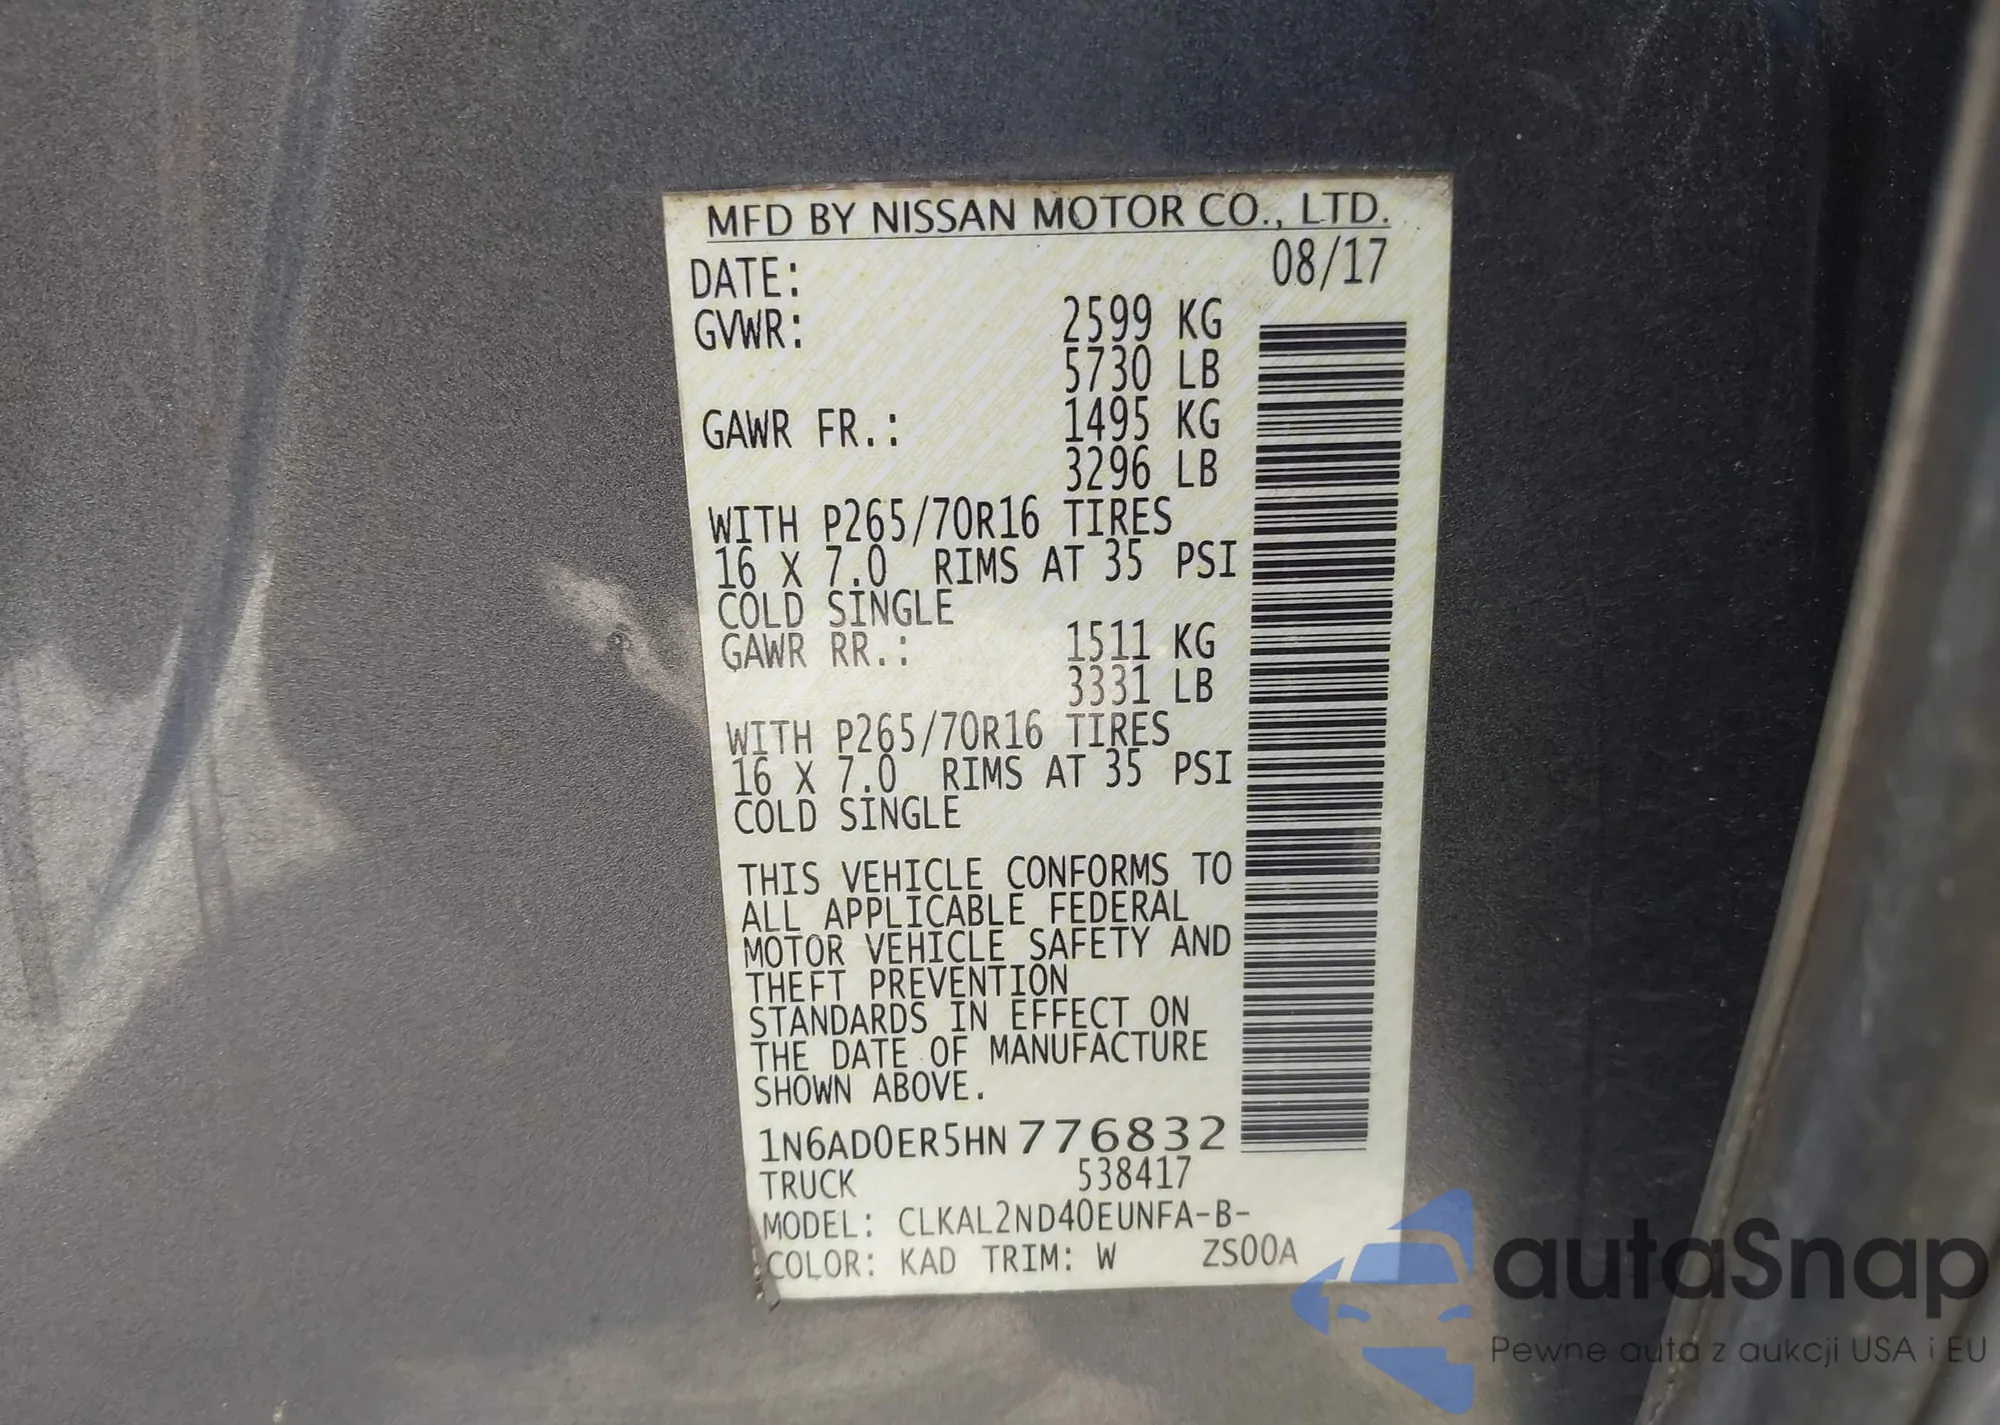 MFD BY NISSAN MOTOR CO., LTD.
DATE: 08/17
GVWR: 2599 KG
5730 LB
GAWR FR.: 1495 KG
3296 LB
WITH P265/70R16 TIRES
16 X 7.0 RIMS AT 35 PSI
COLD SINGLE
GAWR RR.: 1511 KG
3331 LB
WITH P265/70R16 TIRES
16 X 7.0 RIMS AT 35 PSI
COLD SINGLE
THIS VEHICLE CONFORMS TO
ALL APPLICABLE FEDERAL
MOTOR VEHICLE SAFETY AND
THEFT PREVENTION
STANDARDS IN EFFECT ON
THE DATE OF MANUFACTURE
SHOWN ABOVE.
1N6AD0ER5HN776832
TRUCK 538417
MODEL: CLKAL2ND40EUNFA-B-
COLOR: KAD TRIM: W ZS00A
autaSnap
Pewne auta z aukcji USA i EU